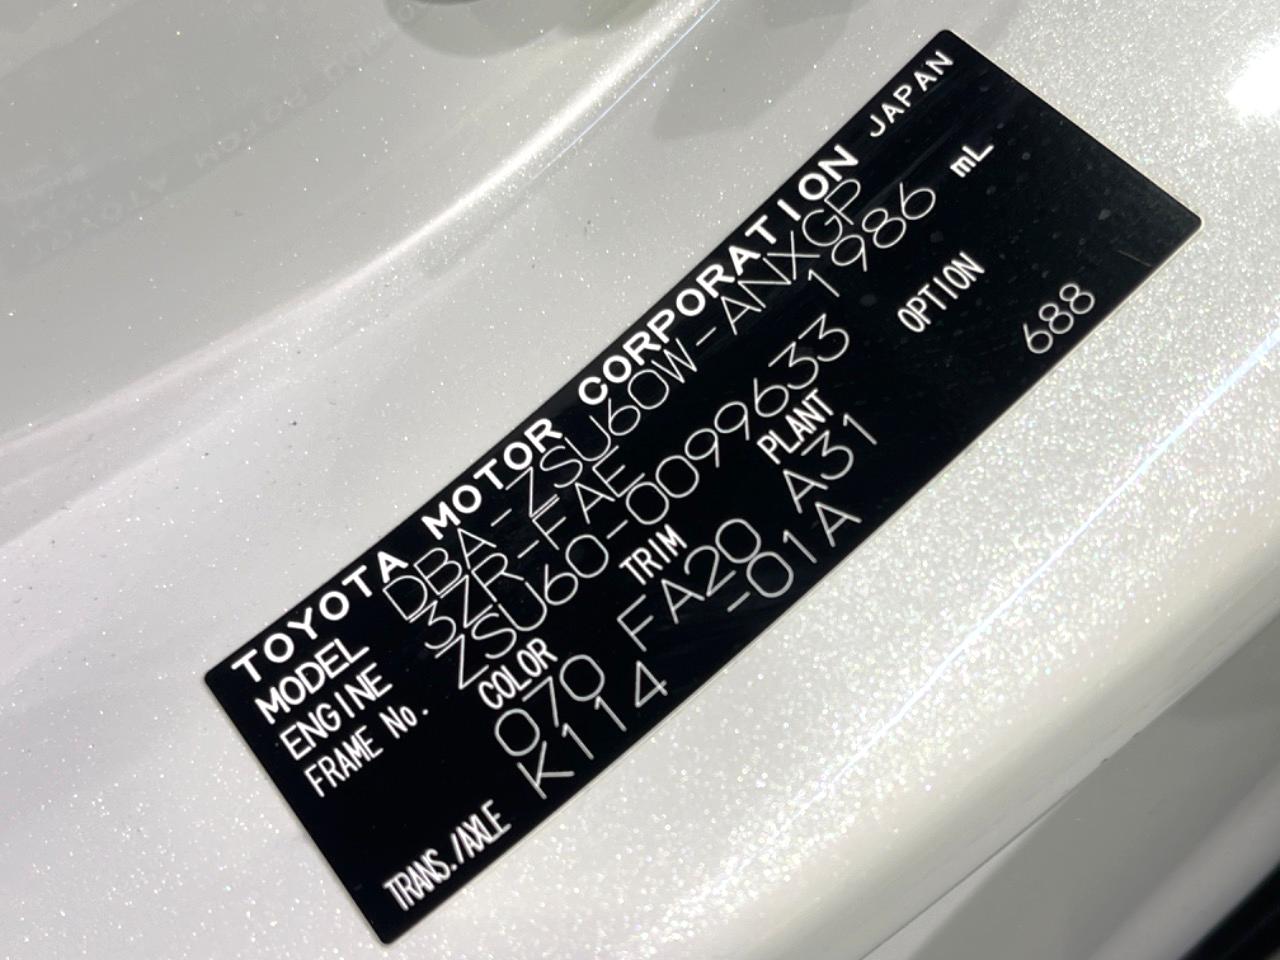 TOYOTA MOTOR CORPORATION JAPAN
MODEL DBA-ZSU60W-ANXGP
ENGINE 3ZR-FAE 1986 mL
FRAME No. ZSU60-0099633
COLOR TRIM PLANT OPTION
070 FA20 A31 688
TRANS./AXLE K114 -01A